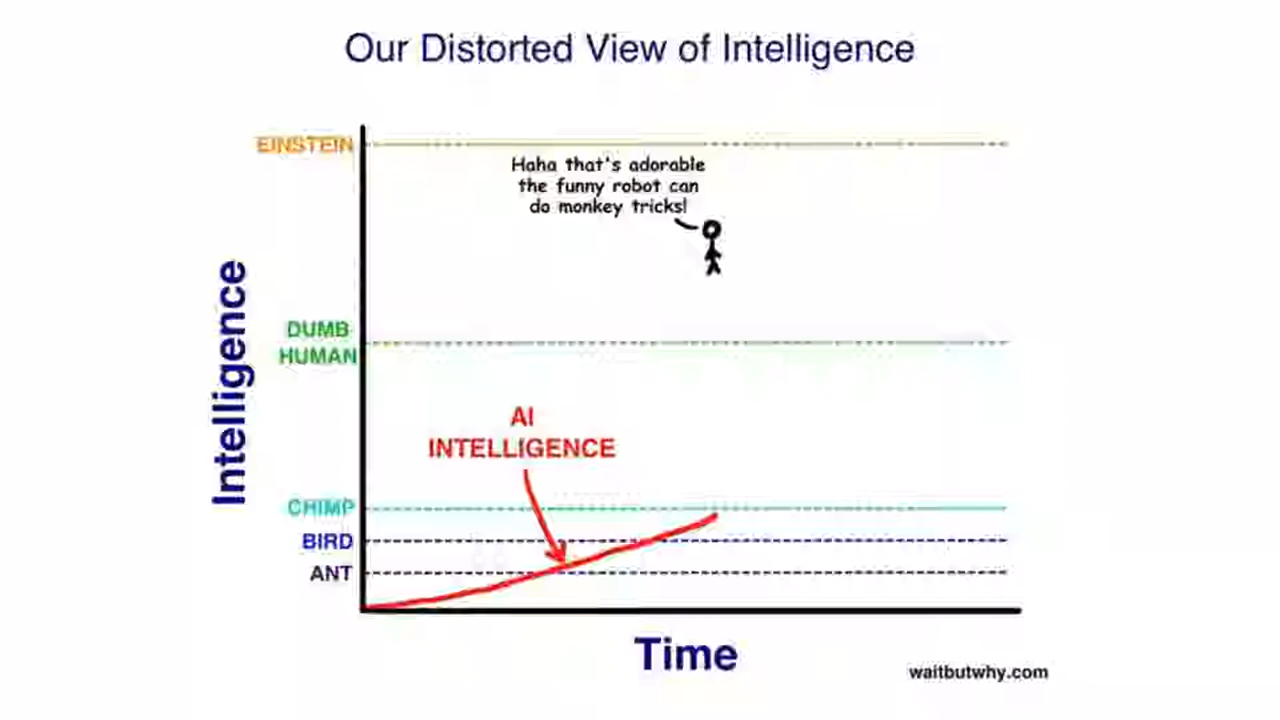 Our Distorted View of Intelligence
EINSTEIN
Haha that's adorable
the funny robot can
do monkey tricks!
Intelligence
DUMB
HUMAN
AI
INTELLIGENCE
CHIMP
BIRD
ANT
Time
waitbutwhy.com